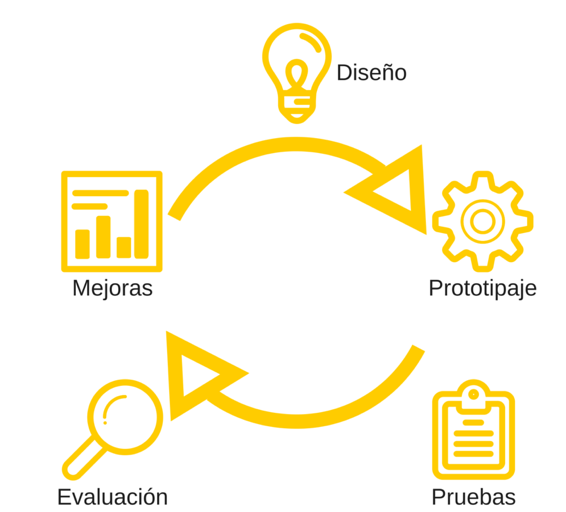 Diseño
Mejoras
Prototipaje
Evaluación
Pruebas